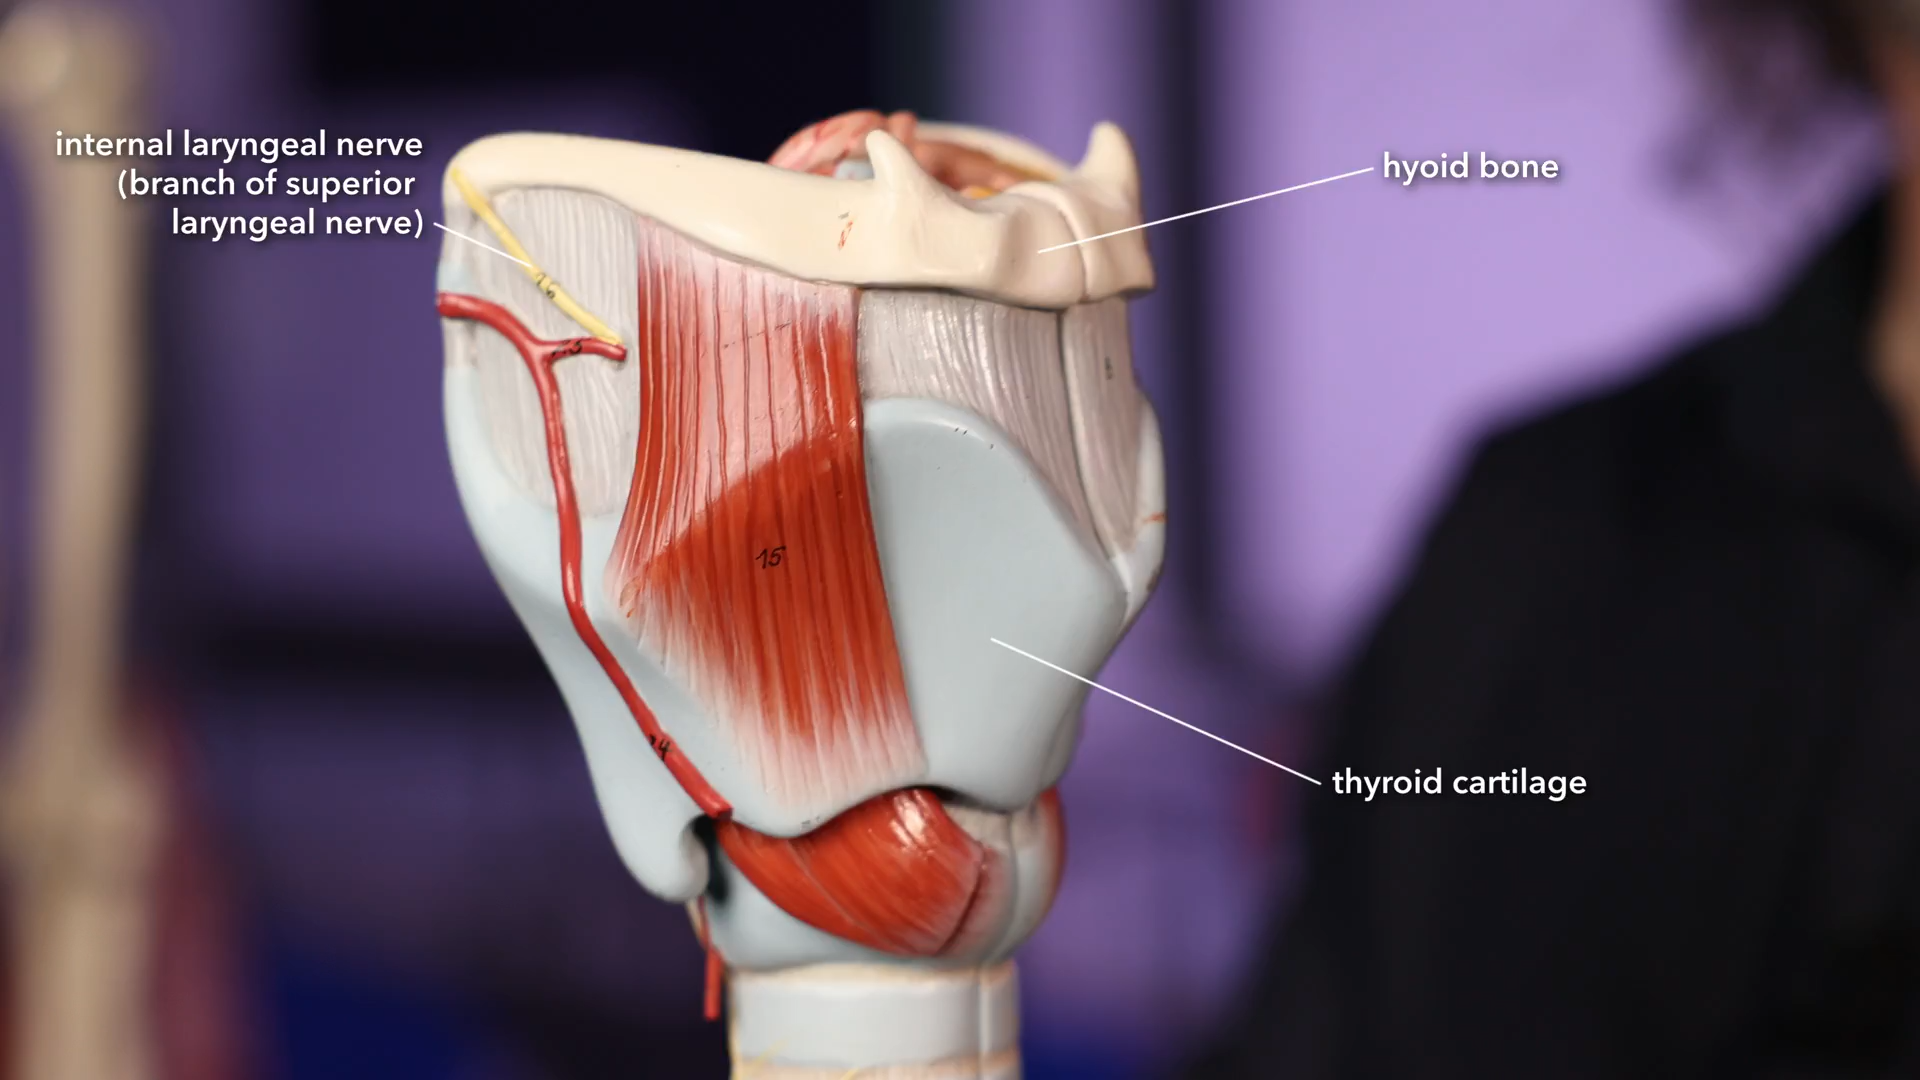 internal laryngeal nerve
(branch of superior
laryngeal nerve)
hyoid bone
15
thyroid cartilage